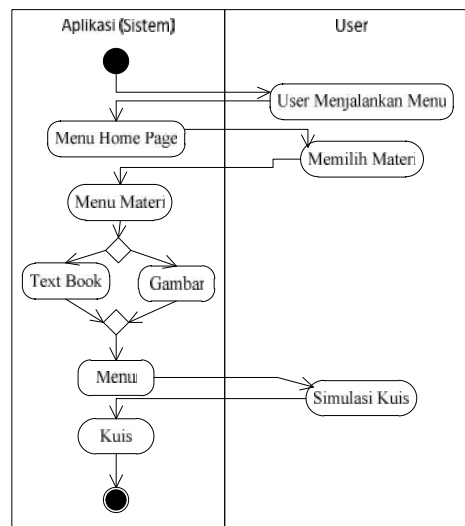 Aplikasi (Sistem)
User
User Menjalankan Menu
Menu Home Page
Memilih Materi
Menu Materi
Text Book
Gambar
Menu
Simulasi Kuis
Kuis